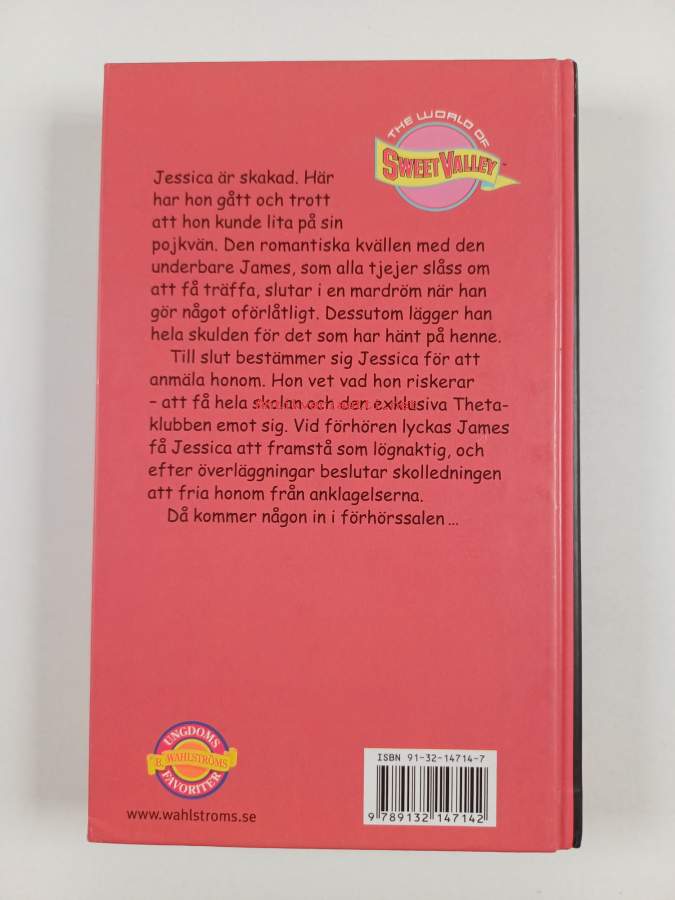 THE WORLD OF
SWEET VALLEY™
Jessica är skakad. Här
har hon gått och trott
att hon kunde lita på sin
pojkvän. Den romantiska kvällen med den
underbare James, som alla tjejer slåss om
att få träffa, slutar i en mardröm när han
gör något oförlåtligt. Dessutom lägger han
hela skulden för det som har hänt på henne.
Till slut bestämmer sig Jessica för att
anmäla honom. Hon vet vad hon riskerar
– att få hela skolan och den exklusiva Theta-
klubben emot sig. Vid förhören lyckas James
få Jessica att framstå som lögnaktig, och
efter överläggningar beslutar skolledningen
att fria honom från anklagelserna.
Då kommer någon in i förhörssalen ...
UNGDOMS
B. WAHLSTRÖMS
FAVORITER
www.wahlstroms.se
ISBN 91-32-14714-7
9 789132 147142